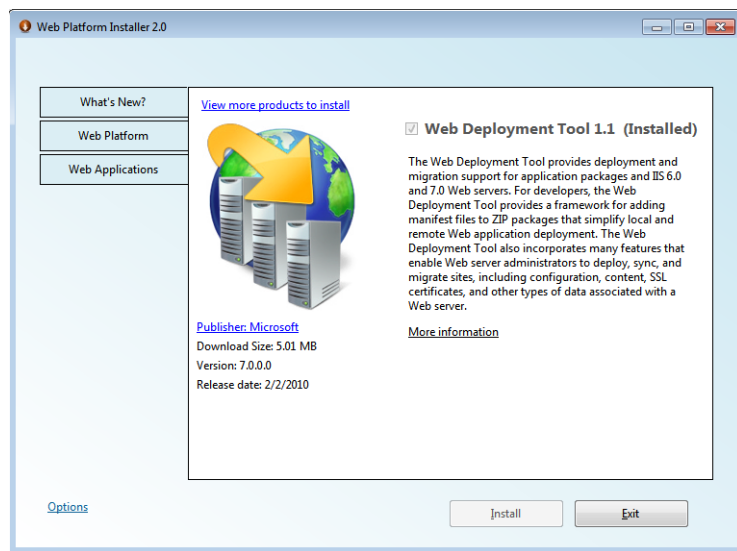 Web Platform Installer 2.0
What's New?
Web Platform
Web Applications
View more products to install
Web Deployment Tool 1.1 (Installed)
The Web Deployment Tool provides deployment and
migration support for application packages and IIS 6.0
and 7.0 Web servers. For developers, the Web
Deployment Tool provides a framework for adding
manifest files to ZIP packages that simplify local and
remote Web application deployment. The Web
Deployment Tool also incorporates many features that
enable Web server administrators to deploy, sync, and
migrate sites, including configuration, content, SSL
certificates, and other types of data associated with a
Web server.
More information
Publisher: Microsoft
Download Size: 5.01 MB
Version: 7.0.0.0
Release date: 2/2/2010
Options
Install
Exit